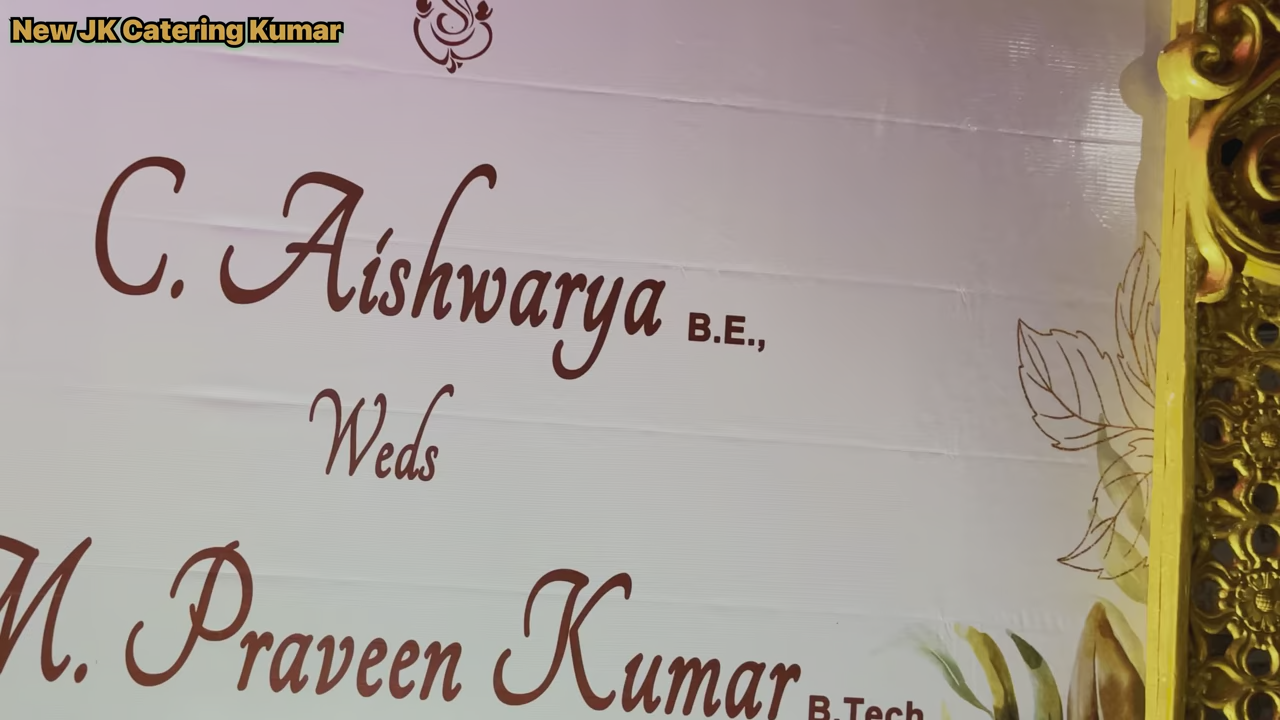 New JK Catering Kumar
C. Aishwarya B.E.,
Weds
M. Praveen Kumar B.Tech